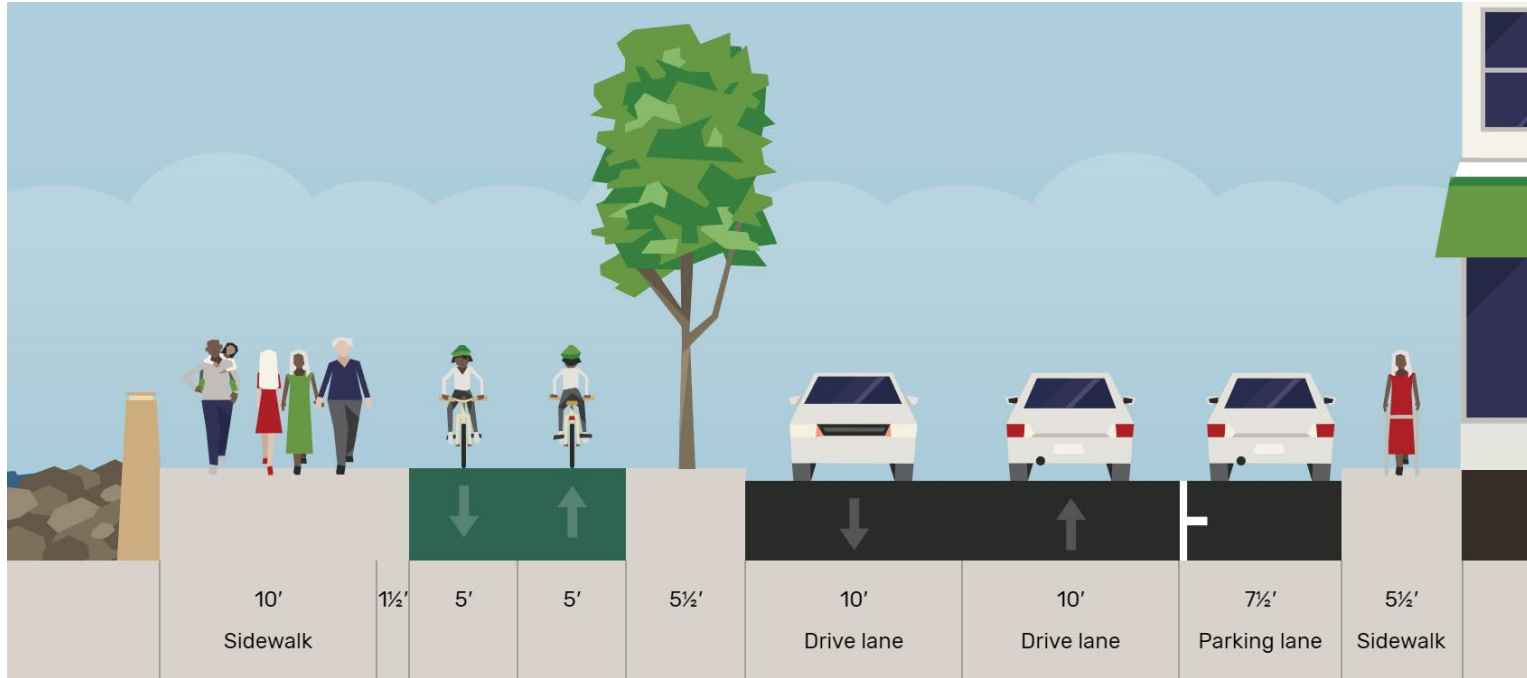 10′ 1½′ 5′ 5′ 5½′ 10′ 10′ 7½′ 5½′
Sidewalk Drive lane Drive lane Parking lane Sidewalk